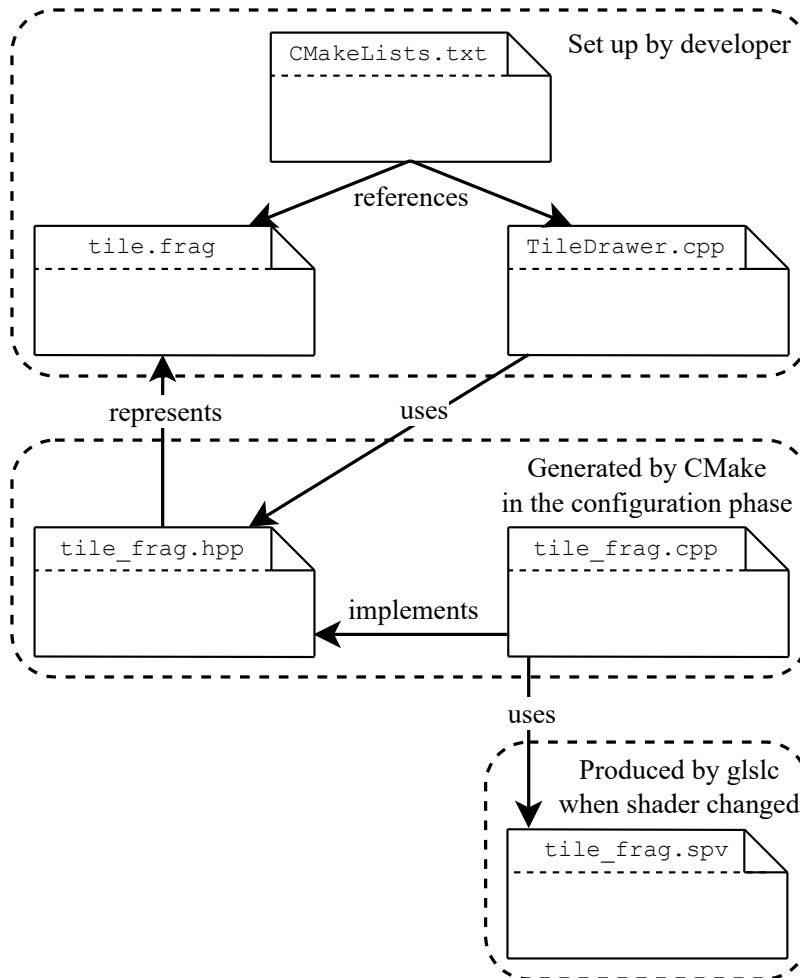 CMakeLists.txt
Set up by developer
references
tile.frag
TileDrawer.cpp
represents
uses
Generated by CMake
in the configuration phase
tile_frag.hpp
tile_frag.cpp
implements
uses
Produced by glslc
when shader changed
tile_frag.spv